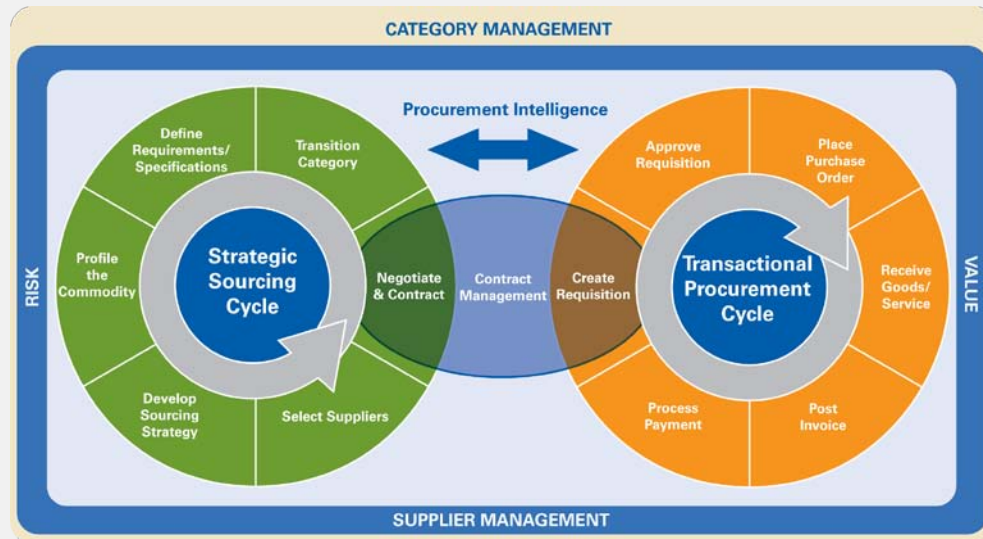 CATEGORY MANAGEMENT
Procurement Intelligence
Define
Requirements/
Specifications
Transition
Category
Profile
the
Commodity
Strategic
Sourcing
Cycle
Negotiate
& Contract
Develop
Sourcing
Strategy
Select Suppliers
Contract
Management
Approve
Requisition
Place
Purchase
Order
Create
Requisition
Transactional
Procurement
Cycle
Receive
Goods/
Service
Process
Payment
Post
Invoice
RISK
VALUE
SUPPLIER MANAGEMENT